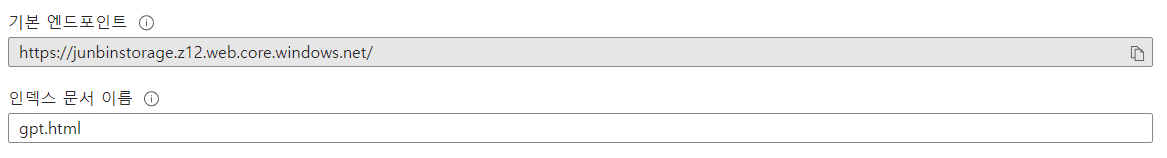 기본 엔드포인트
https://junbinstorage.z12.web.core.windows.net/
인덱스 문서 이름
gpt.html